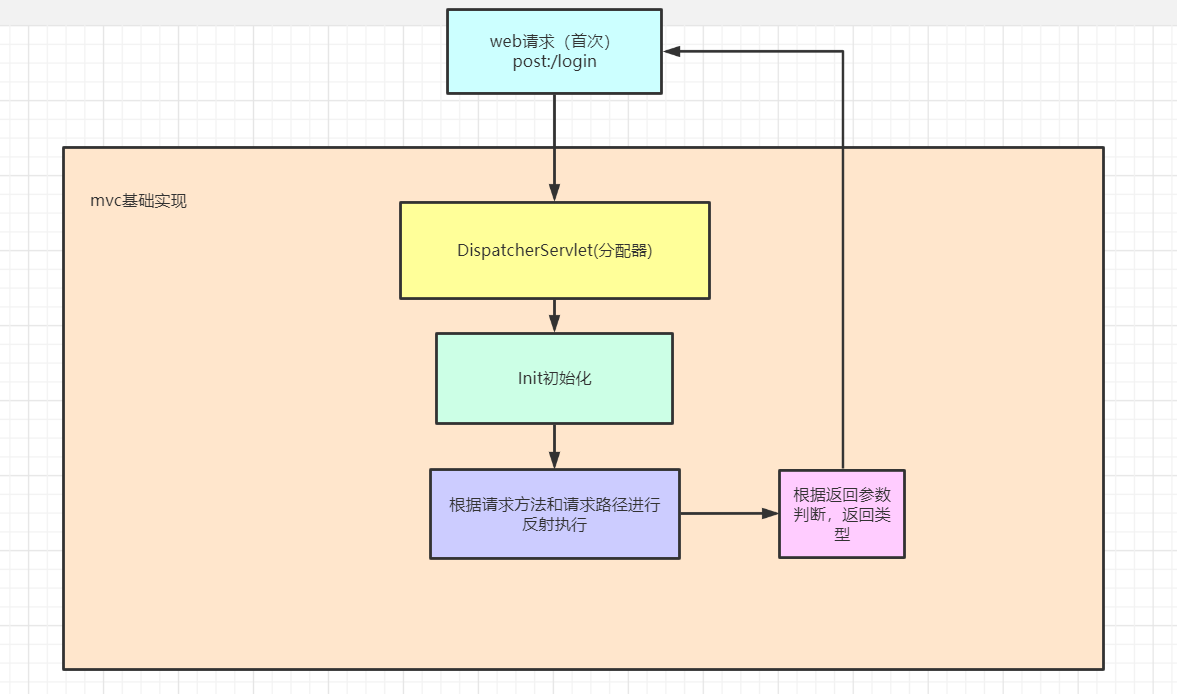 web请求（首次）
post:/login
mvc基础实现
DispatcherServlet(分配器)
Init初始化
根据请求方法和请求路径进行
反射执行
根据返回参数
判断，返回类
型